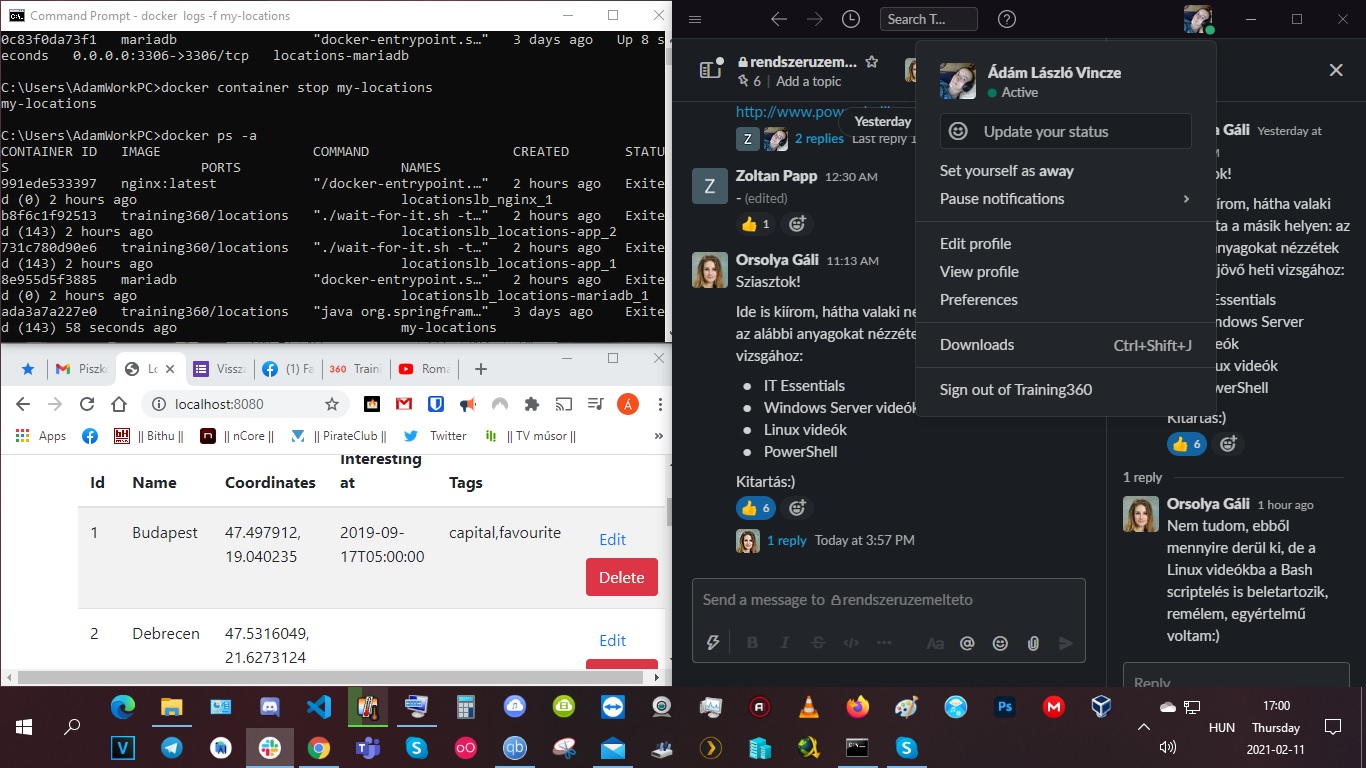 Command Prompt - docker logs -f my-locations
0c83f0da73f1   mariadb                 "docker-entrypoint.s…"   3 days ago   Up 8 s
econds   0.0.0.0:3306->3306/tcp   locations-mariadb
C:\Users\AdamWorkPC>docker container stop my-locations
my-locations
C:\Users\AdamWorkPC>docker ps -a
CONTAINER ID   IMAGE                   COMMAND                  CREATED       STATU
S                        PORTS                    NAMES
991ede533397   nginx:latest            "/docker-entrypoint.…"   2 hours ago   Exite
d (0) 2 hours ago                                 locationslb_nginx_1
b8f6c1f92513   training360/locations   "./wait-for-it.sh -t…"   2 hours ago   Exite
d (143) 2 hours ago                               locationslb_locations-app_2
731c780d90e6   training360/locations   "./wait-for-it.sh -t…"   2 hours ago   Exite
d (143) 2 hours ago                               locationslb_locations-app_1
8e955d5f3885   mariadb                 "docker-entrypoint.s…"   2 hours ago   Exite
d (0) 2 hours ago                                 locationslb_locations-mariadb_1
ada3a7a227e0   training360/locations   "java org.springfram…"   3 days ago    Exite
d (143) 58 seconds ago                            my-locations
Piszk
Lo
Vissz
(1) Fa
360 Traini
Roma
localhost:8080
Á
Apps
|| Bithu ||
|| nCore ||
|| PirateClub ||
Twitter
|| TV műsor ||
»
Id Name Coordinates Interesting at Tags
1 Budapest 47.497912, 19.040235 2019-09-17T05:00:00 capital,favourite
Edit
Delete
2 Debrecen 47.5316049, 21.6273124
Edit
Search T...
rendszeruzem...
6 | Add a topic
http://www.pow
Yesterday
Z
2 replies Last reply 1
Z
Zoltan Papp 12:30 AM
- (edited)
1
Orsolya Gáli 11:13 AM
Sziasztok!
Ide is kiírom, hátha valaki ne
az alábbi anyagokat nézzéte
vizsgához:
IT Essentials
Windows Server videók
Linux videók
PowerShell
Kitartás:)
6
1 reply Today at 3:57 PM
Send a message to rendszeruzemelteto
B I S </> ... Aa @
Ádám László Vincze
Active
Update your status
Set yourself as away
Pause notifications
Edit profile
View profile
Preferences
Downloads Ctrl+Shift+J
Sign out of Training360
a Gáli Yesterday at
M
ok!
kiírom, hátha valaki
ta a másik helyen: az
anyagokat nézzétek
jövő heti vizsgához:
Essentials
ndows Server
eók
ux videók
werShell
Kitartás:)
6
1 reply
Orsolya Gáli 1 hour ago
Nem tudom, ebből
mennyire derül ki, de a
Linux videókba a Bash
scriptelés is beletartozik,
remélem, egyértelmű
voltam:)
Reply
Ps
V
qb
HUN
17:00
Thursday
2021-02-11